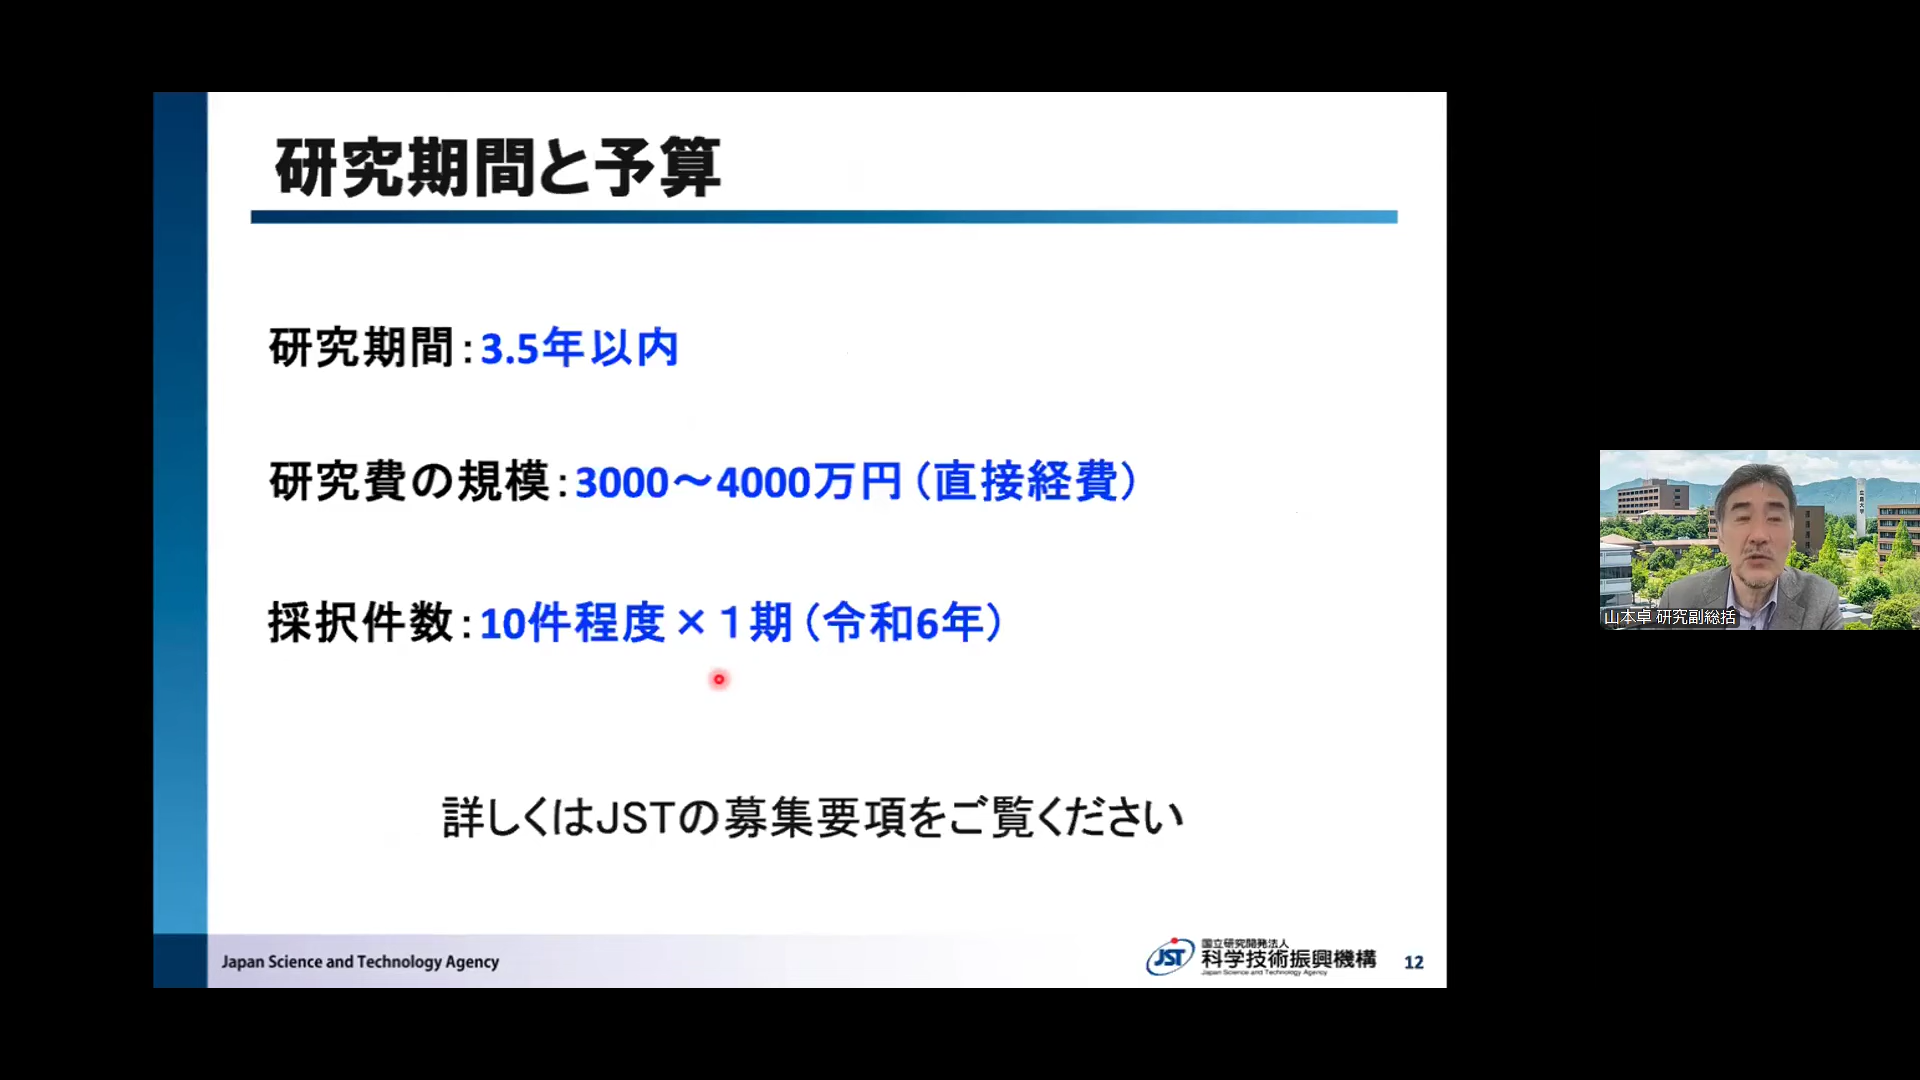 研究期間と予算
研究期間：3.5年以内
研究費の規模：3000～4000万円（直接経費）
採択件数：10件程度×１期（令和6年）
詳しくはJSTの募集要項をご覧ください
Japan Science and Technology Agency
JST
国立研究開発法人
科学技術振興機構
Japan Science and Technology Agency
12
広島大学
山本卓 研究副総括